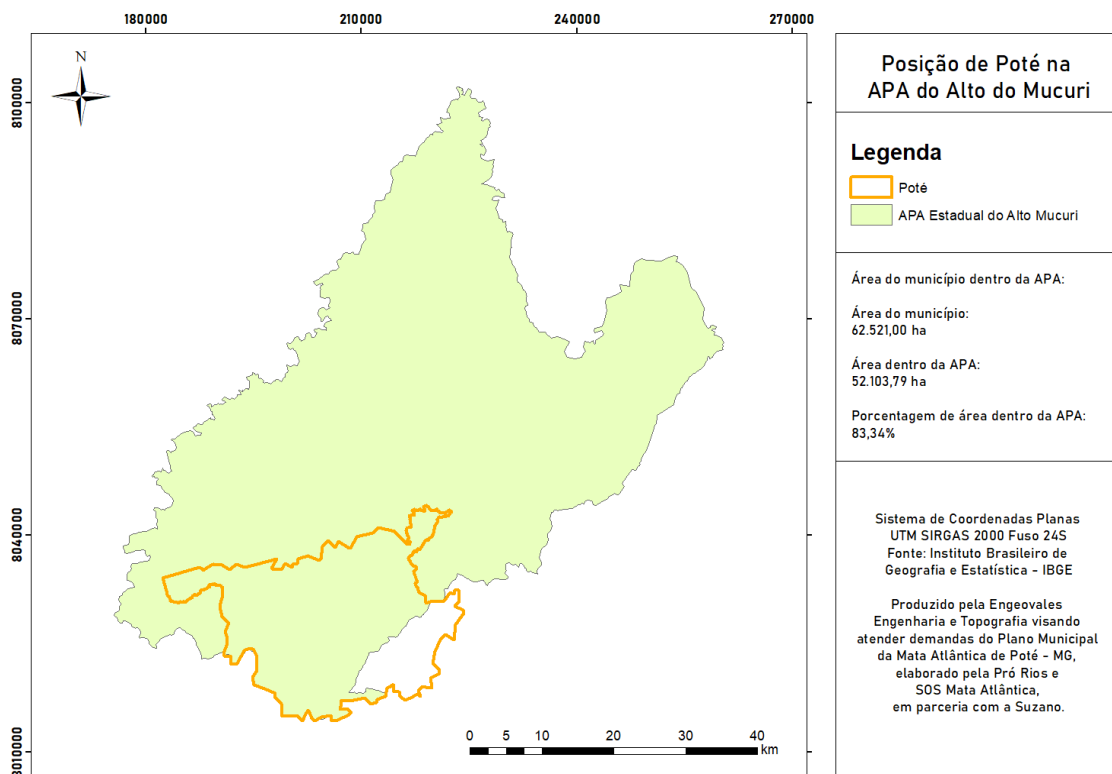 180000
210000
240000
270000
8100000
8070000
8040000
8010000
N
0 5 10 20 30 40
km
Posição de Poté na
APA do Alto do Mucuri
Legenda
Poté
APA Estadual do Alto Mucuri
Área do município dentro da APA:
Área do município:
62.521,00 ha
Área dentro da APA:
52.103,79 ha
Porcentagem de área dentro da APA:
83,34%
Sistema de Coordenadas Planas
UTM SIRGAS 2000 Fuso 24S
Fonte: Instituto Brasileiro de
Geografia e Estatística - IBGE
Produzido pela Engeovales
Engenharia e Topografia visando
atender demandas do Plano Municipal
da Mata Atlântica de Poté - MG,
elaborado pela Pró Rios e
SOS Mata Atlântica,
em parceria com a Suzano.